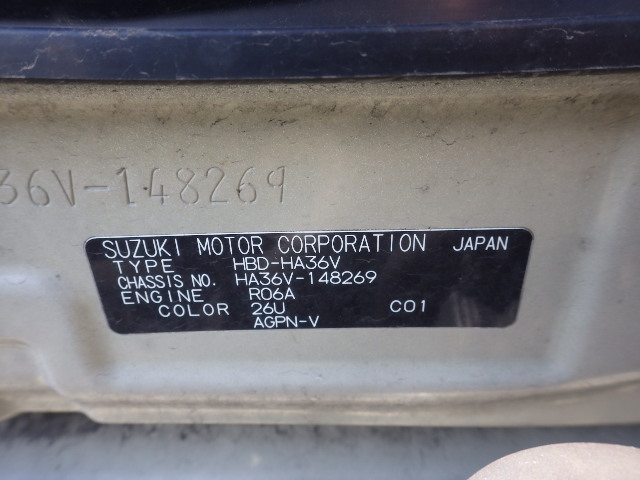 36V-148269
SUZUKI MOTOR CORPORATION JAPAN
TYPE HBD-HA36V
CHASSIS NO. HA36V-148269
ENGINE R06A
COLOR 26U C01
AGPN-V